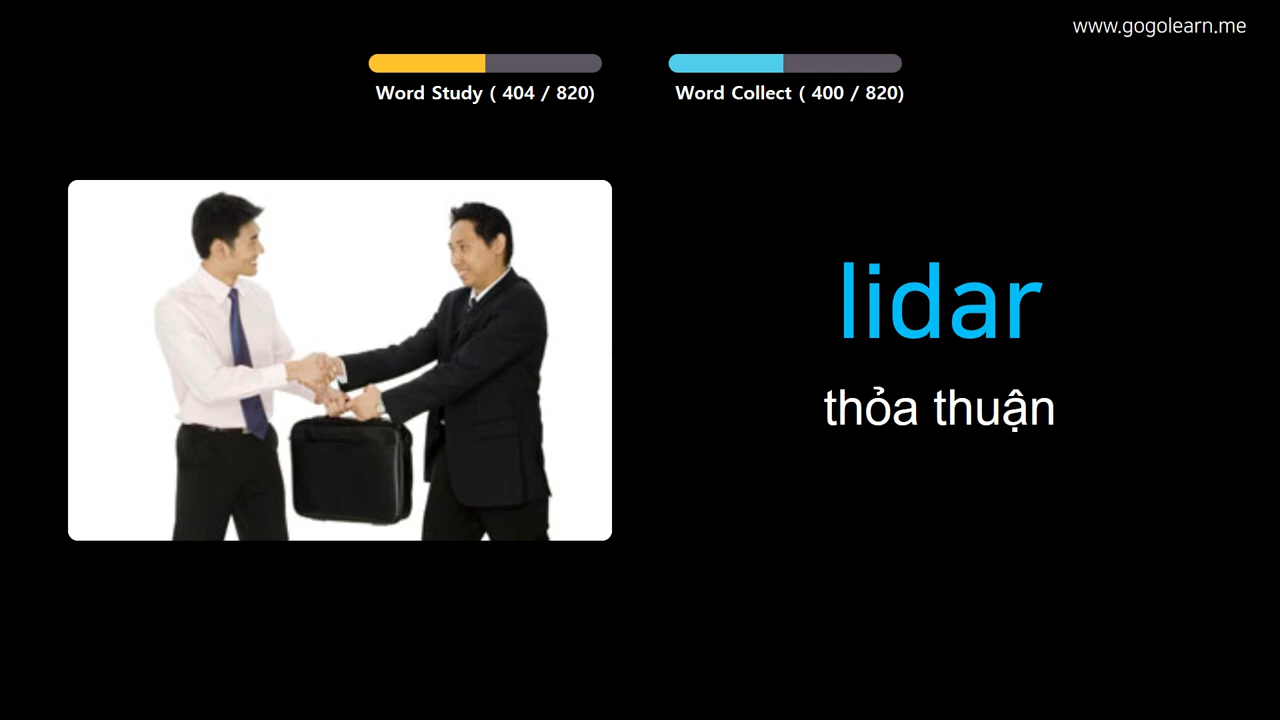 www.gogolearn.me
Word Study ( 404 / 820)
Word Collect ( 400 / 820)
lidar
thỏa thuận